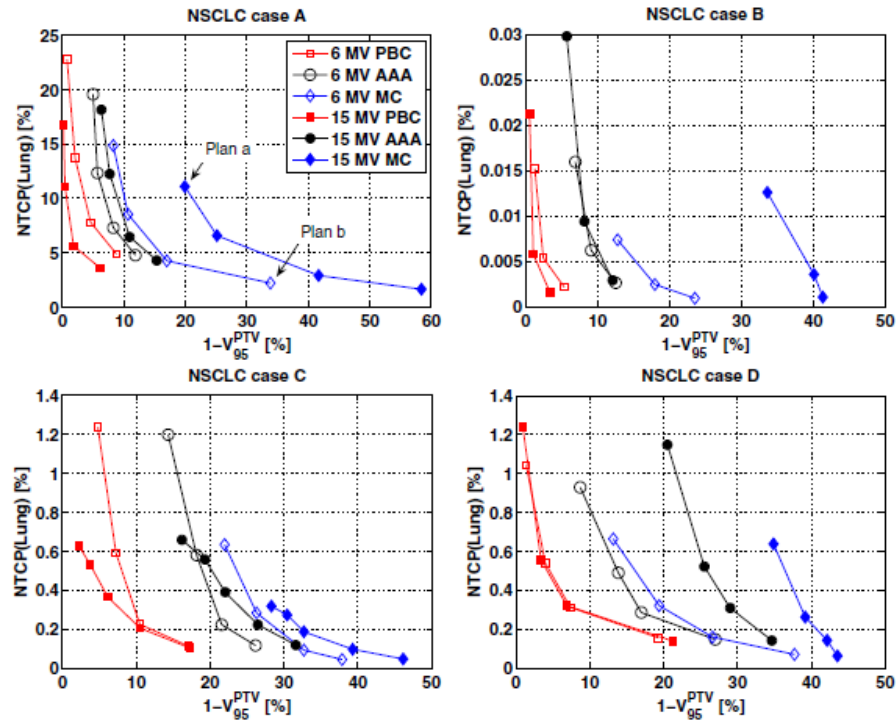 NSCLC case A
NTCP(Lung) [%]
25
20
15
10
5
0
0 10 20 30 40 50 60
1−V95PTV [%]
6 MV PBC
6 MV AAA
6 MV MC
15 MV PBC
15 MV AAA
15 MV MC
Plan a
Plan b
NSCLC case B
NTCP(Lung) [%]
0.03
0.025
0.02
0.015
0.01
0.005
0
0 10 20 30 40 50
1−V95PTV [%]
NSCLC case C
NTCP(Lung) [%]
1.4
1.2
1
0.8
0.6
0.4
0.2
0
0 10 20 30 40 50
1−V95PTV [%]
NSCLC case D
NTCP(Lung) [%]
1.4
1.2
1
0.8
0.6
0.4
0.2
0
0 10 20 30 40 50
1−V95PTV [%]